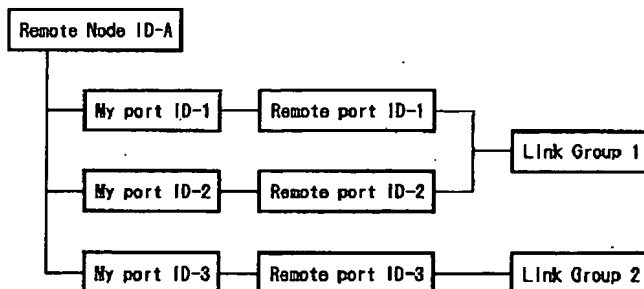 Remote Node ID-A
My port ID-1
Remote port ID-1
Link Group 1
My port ID-2
Remote port ID-2
My port ID-3
Remote port ID-3
Link Group 2